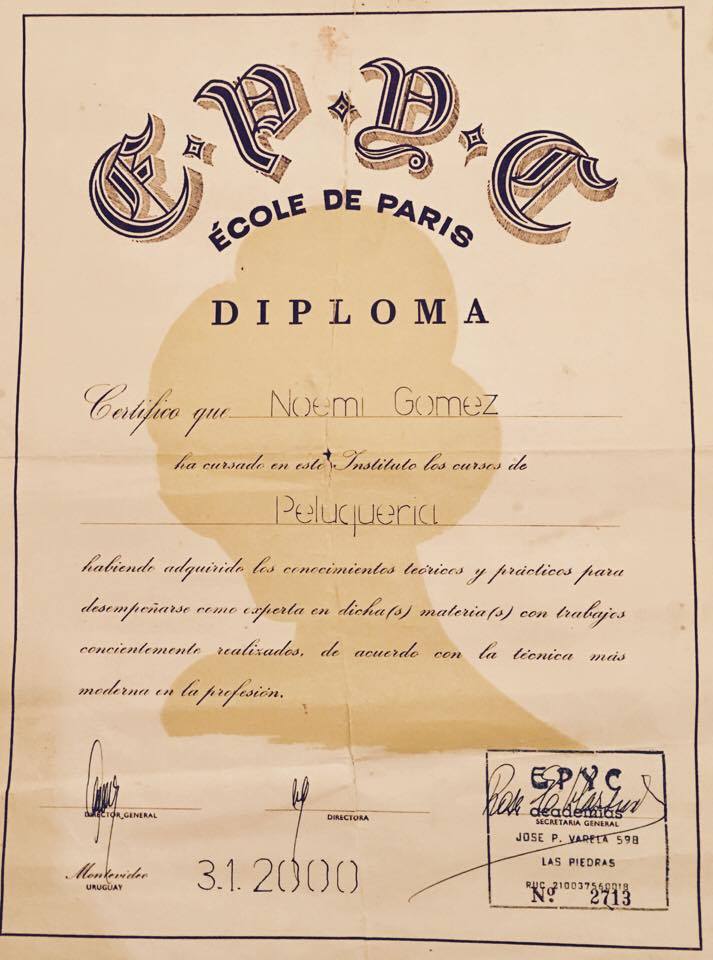 E·P·Y·C
ÉCOLE DE PARIS
DIPLOMA
Certifico que Noemi Gomez
ha cursado en este Instituto los cursos de
Peluqueria
habiendo adquirido los conocimientos teóricos y prácticos para
desempeñarse como experta en dicha(s) materia(s) con trabajos
concientemente realizados, de acuerdo con la técnica más
moderna en la profesión.
DIRECTOR GENERAL
DIRECTORA
Montevideo
URUGUAY
3.1.2000
EPYC
academias
SECRETARIA GENERAL
JOSE P. VARELA 598
LAS PIEDRAS
RUC 210037560018
Nº 2713